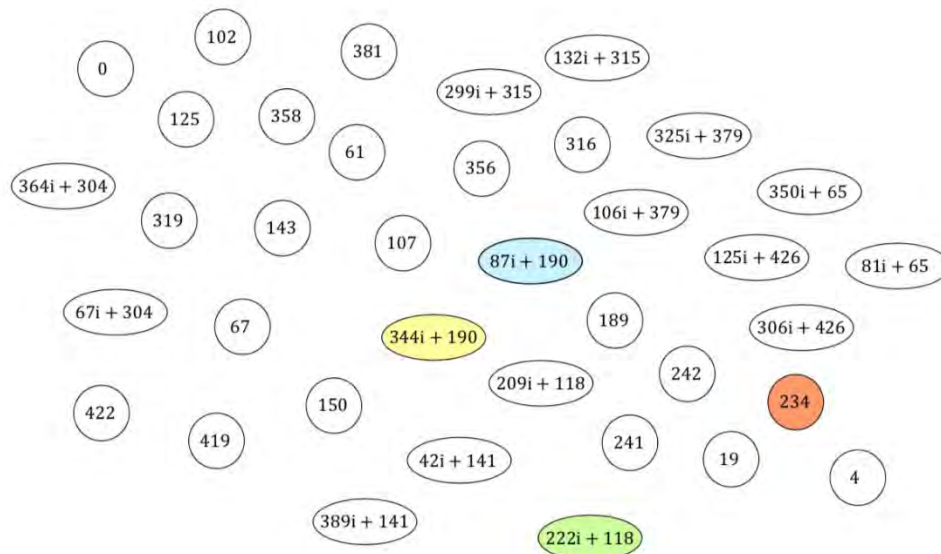 102
381
132i + 315
0
299i + 315
125
358
325i + 379
316
61
356
364i + 304
350i + 65
106i + 379
319
143
107
125i + 426
87i + 190
81i + 65
67i + 304
189
67
306i + 426
344i + 190
242
209i + 118
234
150
422
419
241
42i + 141
19
4
389i + 141
222i + 118